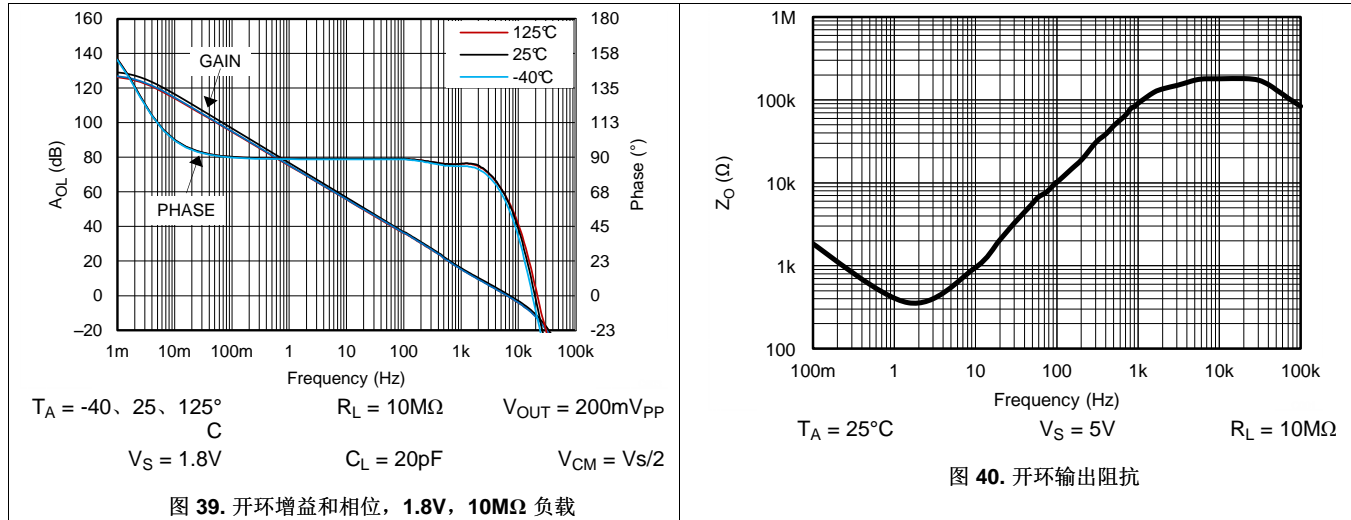 160
140
120
100
80
60
40
20
0
–20
180
158
135
113
90
68
45
23
0
-23
A_OL (dB)
Phase (°)
GAIN
PHASE
125℃
25℃
-40℃
1m 10m 100m 1 10 100 1k 10k 100k
Frequency (Hz)
T_A = -40、25、125°
C
R_L = 10MΩ
V_OUT = 200mV_PP
V_S = 1.8V
C_L = 20pF
V_CM = Vs/2
图 39. 开环增益和相位，1.8V，10MΩ 负载
1M
100k
10k
1k
100
Z_O (Ω)
100m 1 10 100 1k 10k 100k
Frequency (Hz)
T_A = 25°C
V_S = 5V
R_L = 10MΩ
图 40. 开环输出阻抗